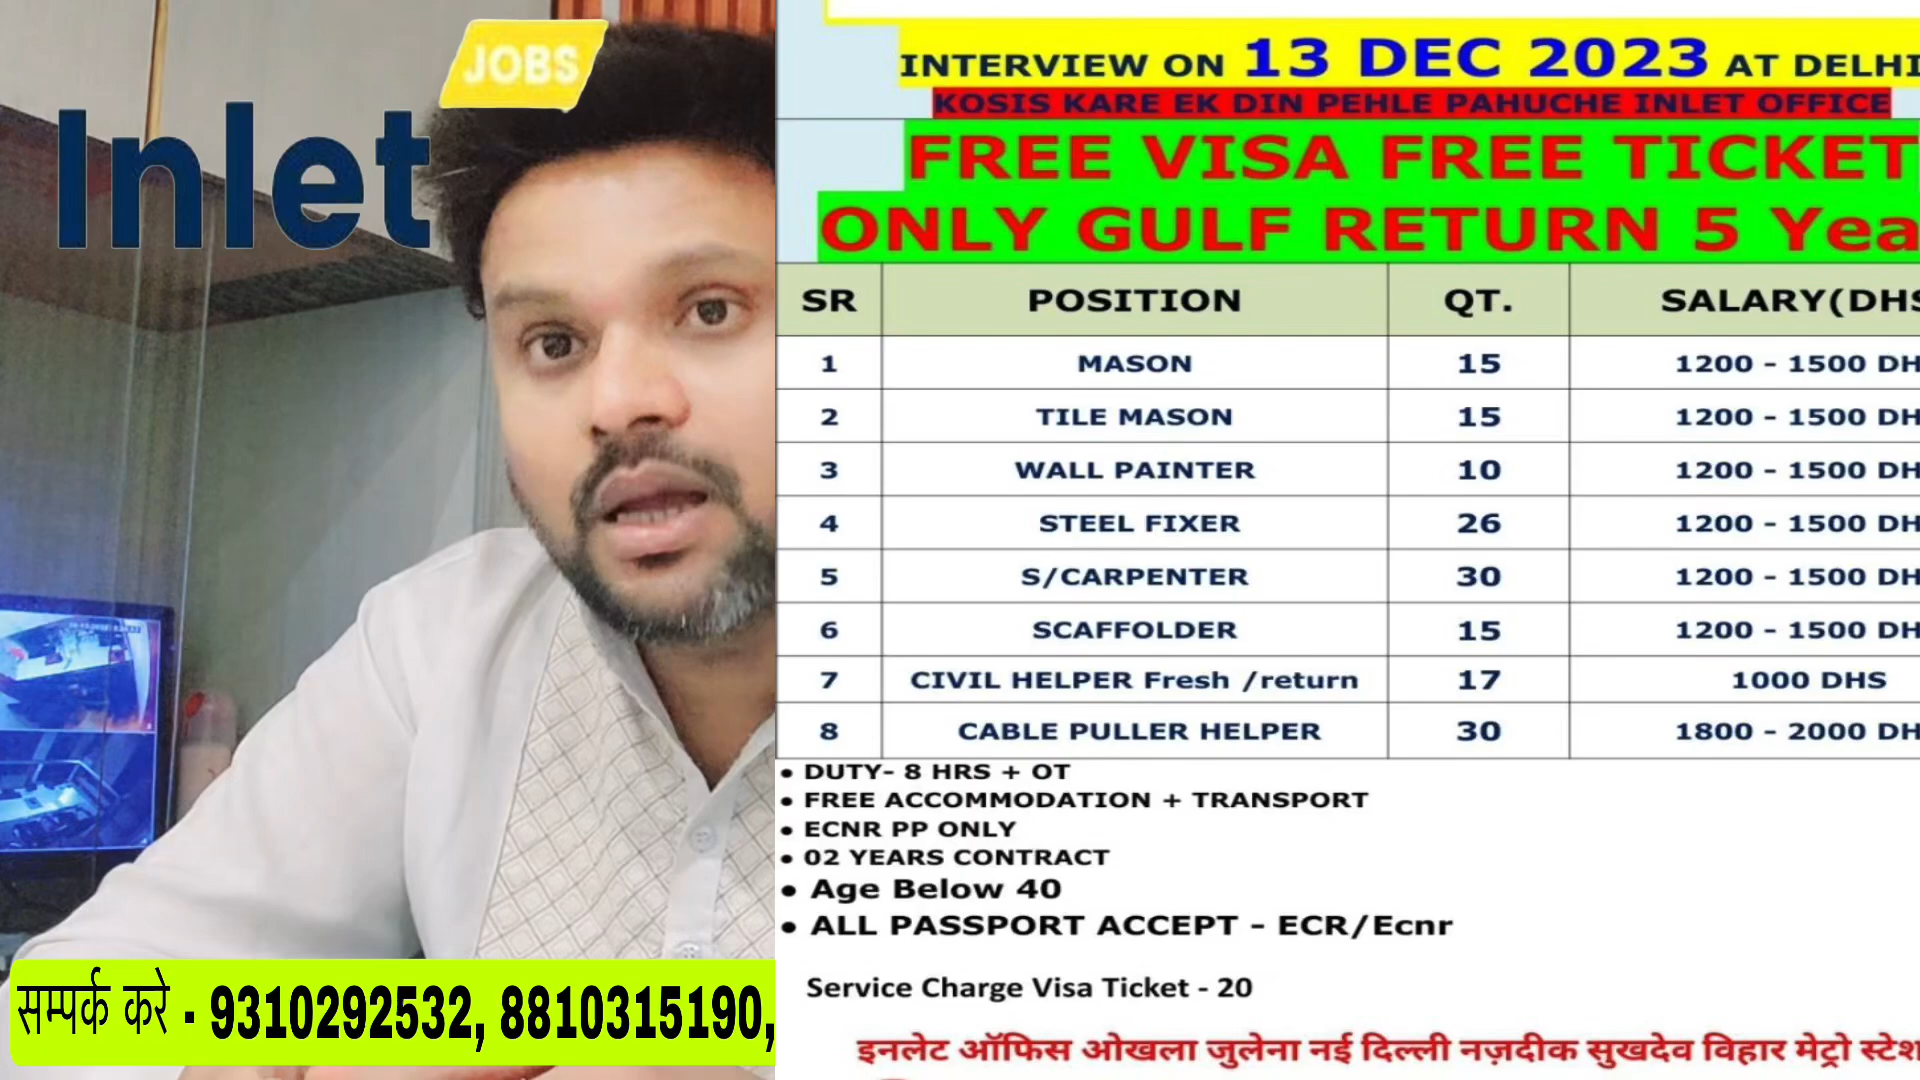 JOBS
Inlet
सम्पर्क करे - 9310292532, 8810315190,
INTERVIEW ON 13 DEC 2023 AT DELHI
KOSIS KARE EK DIN PEHLE PAHUCHE INLET OFFICE
FREE VISA FREE TICKET
ONLY GULF RETURN 5 Yea
SR POSITION QT. SALARY(DHS
1 MASON 15 1200 - 1500 DH
2 TILE MASON 15 1200 - 1500 DH
3 WALL PAINTER 10 1200 - 1500 DH
4 STEEL FIXER 26 1200 - 1500 DH
5 S/CARPENTER 30 1200 - 1500 DH
6 SCAFFOLDER 15 1200 - 1500 DH
7 CIVIL HELPER Fresh /return 17 1000 DHS
8 CABLE PULLER HELPER 30 1800 - 2000 DH
• DUTY- 8 HRS + OT
• FREE ACCOMMODATION + TRANSPORT
• ECNR PP ONLY
• 02 YEARS CONTRACT
• Age Below 40
• ALL PASSPORT ACCEPT - ECR/Ecnr
Service Charge Visa Ticket - 20
इनलेट ऑफिस ओखला जुलेना नई दिल्ली नज़दीक सुखदेव विहार मेट्रो स्टेश